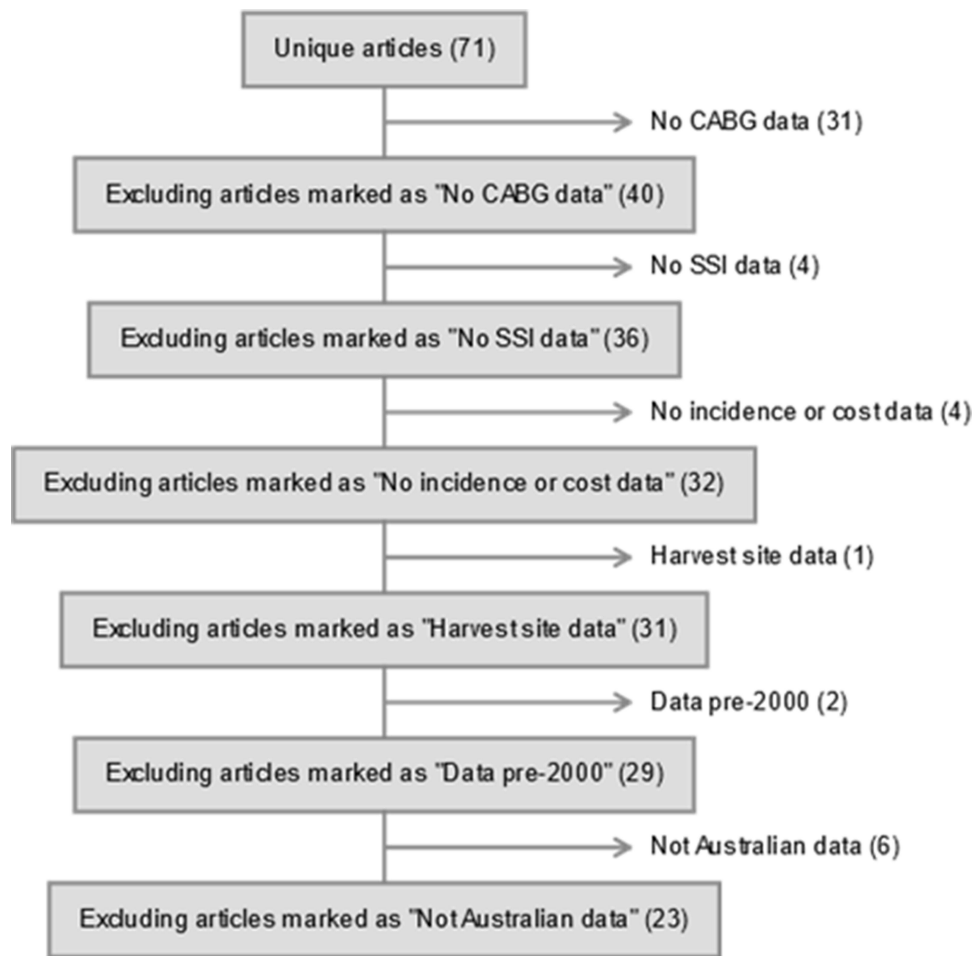 Unique articles (71)
No CABG data (31)
Excluding articles marked as "No CABG data" (40)
No SSI data (4)
Excluding articles marked as "No SSI data" (36)
No incidence or cost data (4)
Excluding articles marked as "No incidence or cost data" (32)
Harvest site data (1)
Excluding articles marked as "Harvest site data" (31)
Data pre-2000 (2)
Excluding articles marked as "Data pre-2000" (29)
Not Australian data (6)
Excluding articles marked as "Not Australian data" (23)